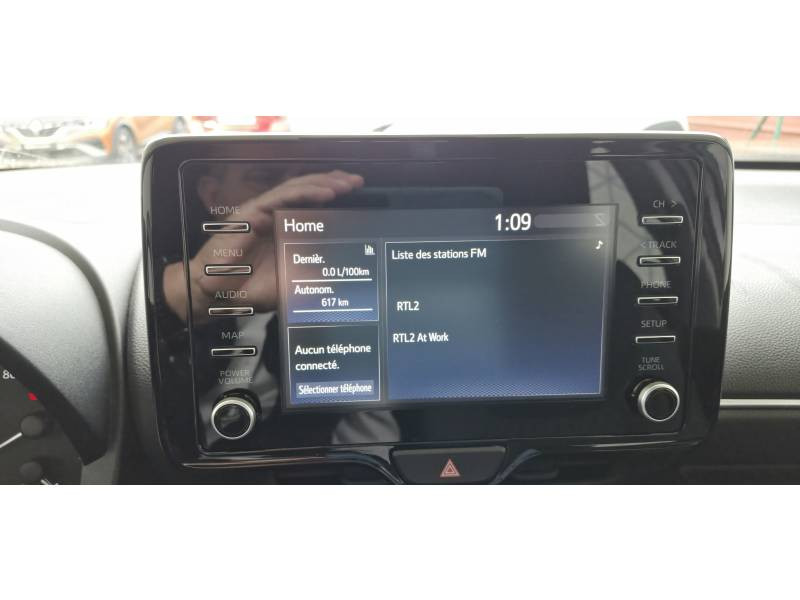 HOME
MENU
AUDIO
MAP
POWER
VOLUME
Home
1:09
Dernièr.
0.0 L/100km
Autonom.
617 km
Aucun téléphone
connecté.
Sélectionner téléphone
Liste des stations FM
RTL2
RTL2 At Work
CH >
< TRACK
PHONE
SETUP
TUNE
SCROLL
80